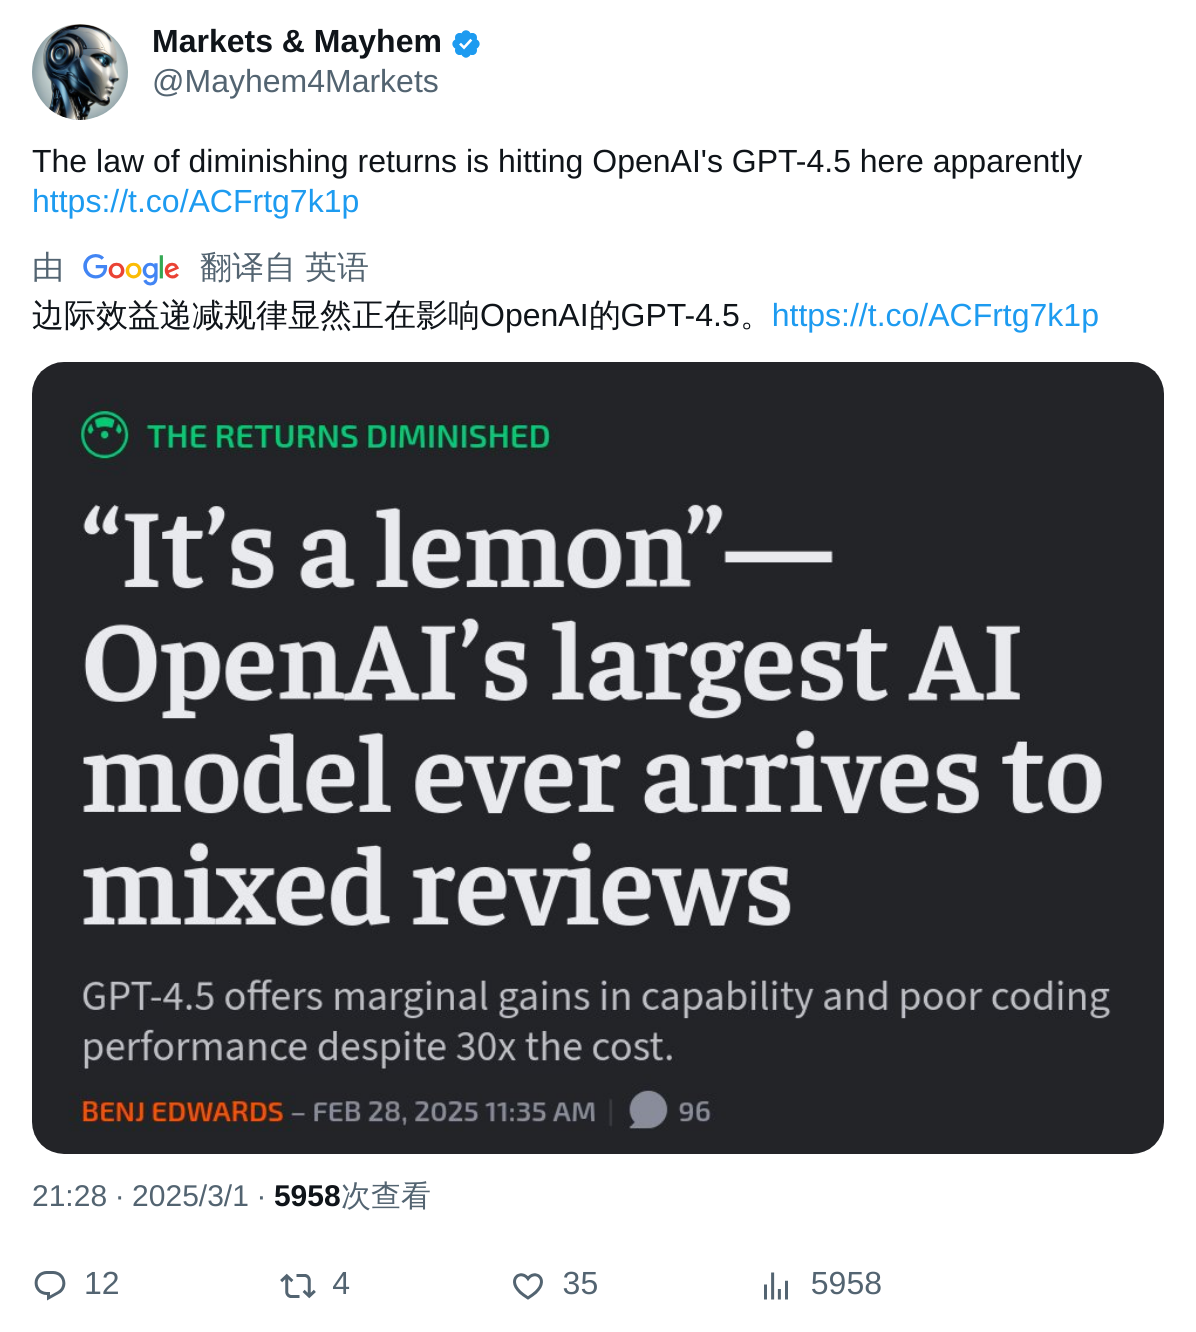 Markets & Mayhem
@Mayhem4Markets
The law of diminishing returns is hitting OpenAI's GPT-4.5 here apparently
https://t.co/ACFrtg7k1p
由 Google 翻译自 英语
边际效益递减规律显然正在影响OpenAI的GPT-4.5。https://t.co/ACFrtg7k1p
THE RETURNS DIMINISHED
“It’s a lemon”—
OpenAI’s largest AI
model ever arrives to
mixed reviews
GPT-4.5 offers marginal gains in capability and poor coding
performance despite 30x the cost.
BENJ EDWARDS – FEB 28, 2025 11:35 AM | 96
21:28 · 2025/3/1 · 5958次查看
12 4 35 5958